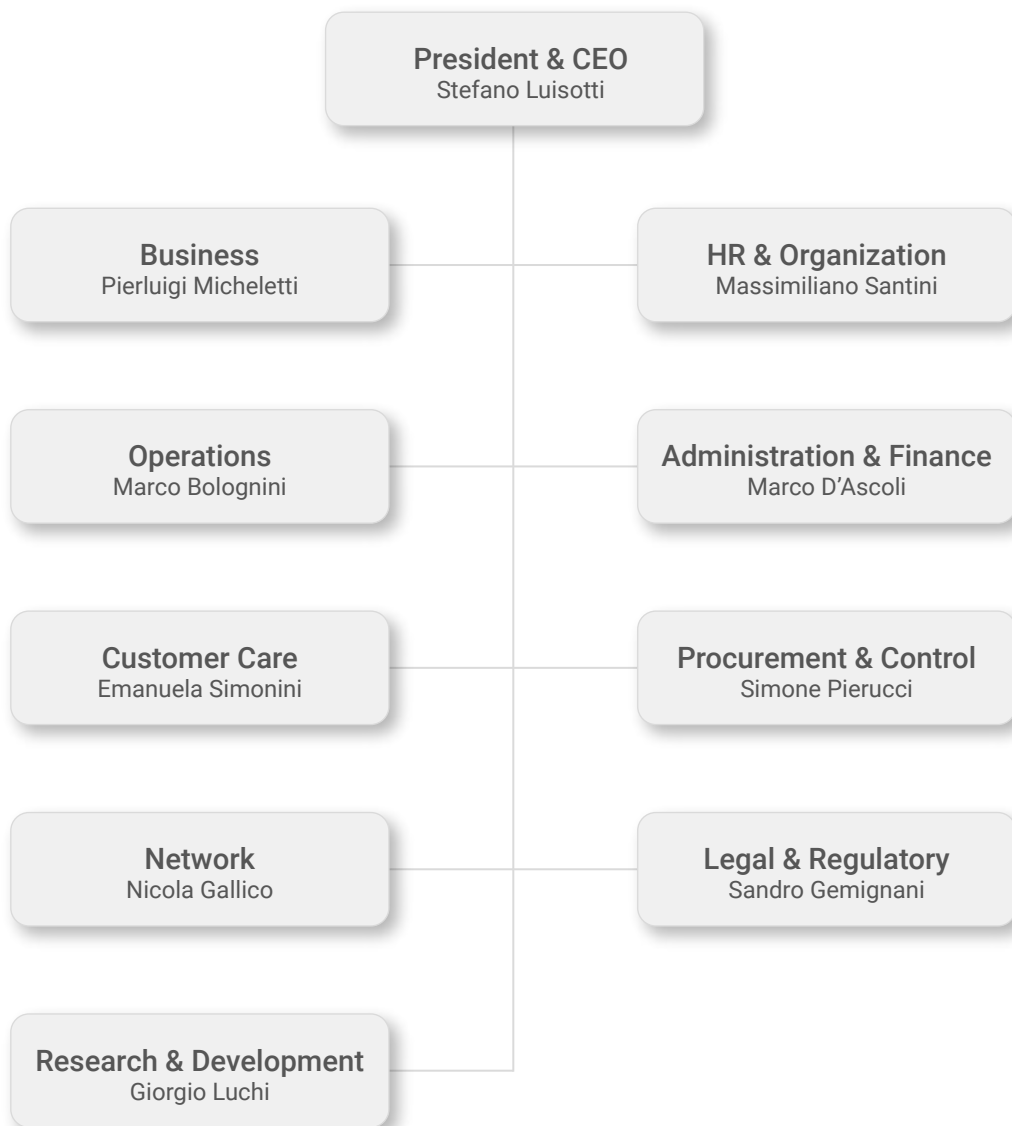 President & CEO
Stefano Luisotti
Business
Pierluigi Micheletti
HR & Organization
Massimiliano Santini
Operations
Marco Bolognini
Administration & Finance
Marco D’Ascoli
Customer Care
Emanuela Simonini
Procurement & Control
Simone Pierucci
Network
Nicola Gallico
Legal & Regulatory
Sandro Gemignani
Research & Development
Giorgio Luchi